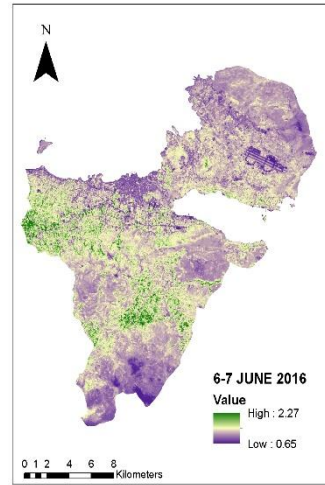 N
6-7 JUNE 2016
Value
High : 2.27
Low : 0.65
0 1 2 4 6 8
Kilometers